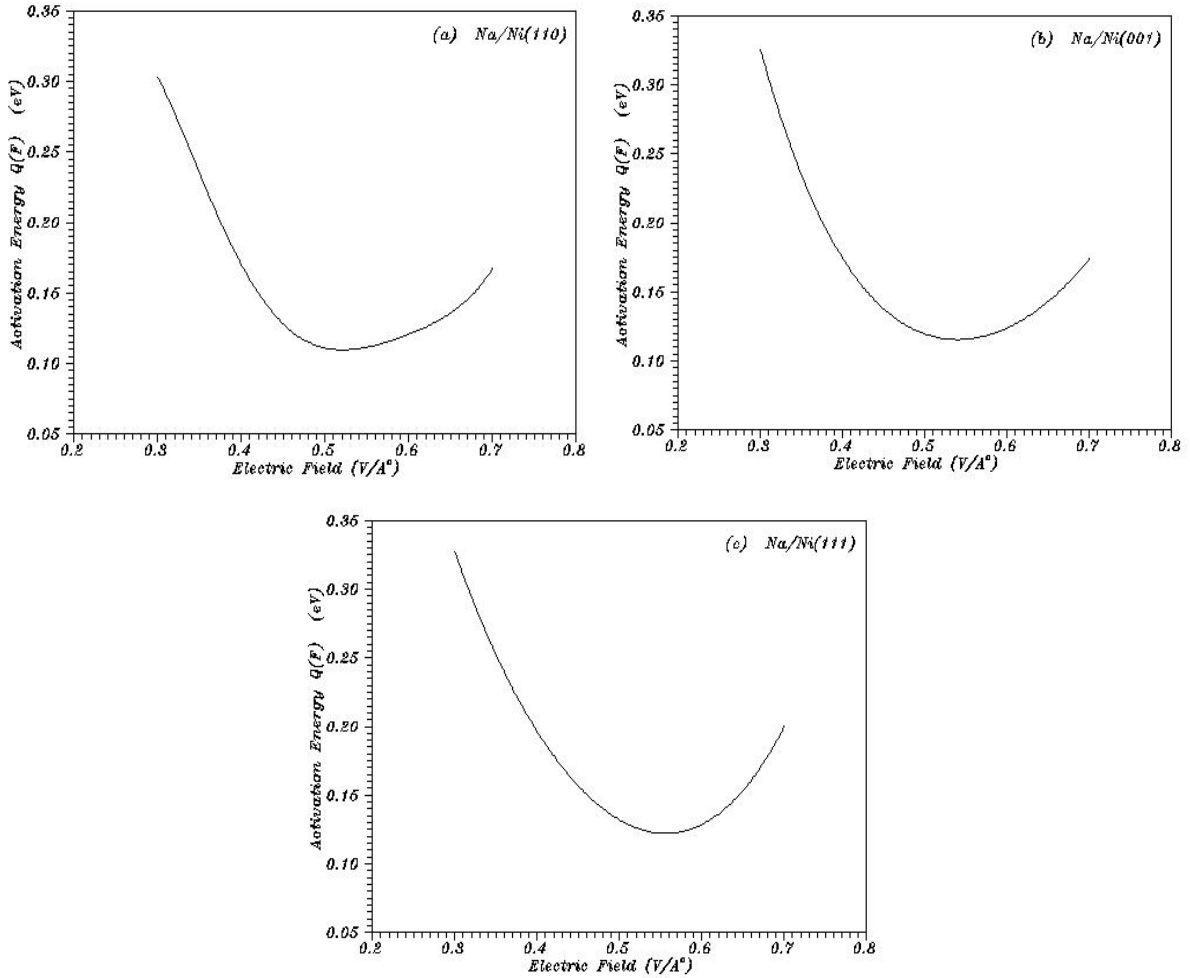 (a) Na/Ni(110)
Activation Energy Q(F) (eV)
0.35
0.30
0.25
0.20
0.15
0.10
0.05
0.2 0.3 0.4 0.5 0.6 0.7 0.8
Electric Field (V/A°)
(b) Na/Ni(001)
Activation Energy Q(F) (eV)
0.35
0.30
0.25
0.20
0.15
0.10
0.05
0.2 0.3 0.4 0.5 0.6 0.7 0.8
Electric Field (V/A°)
(c) Na/Ni(111)
Activation Energy Q(F) (eV)
0.35
0.30
0.25
0.20
0.15
0.10
0.05
0.2 0.3 0.4 0.5 0.6 0.7 0.8
Electric Field (V/A°)